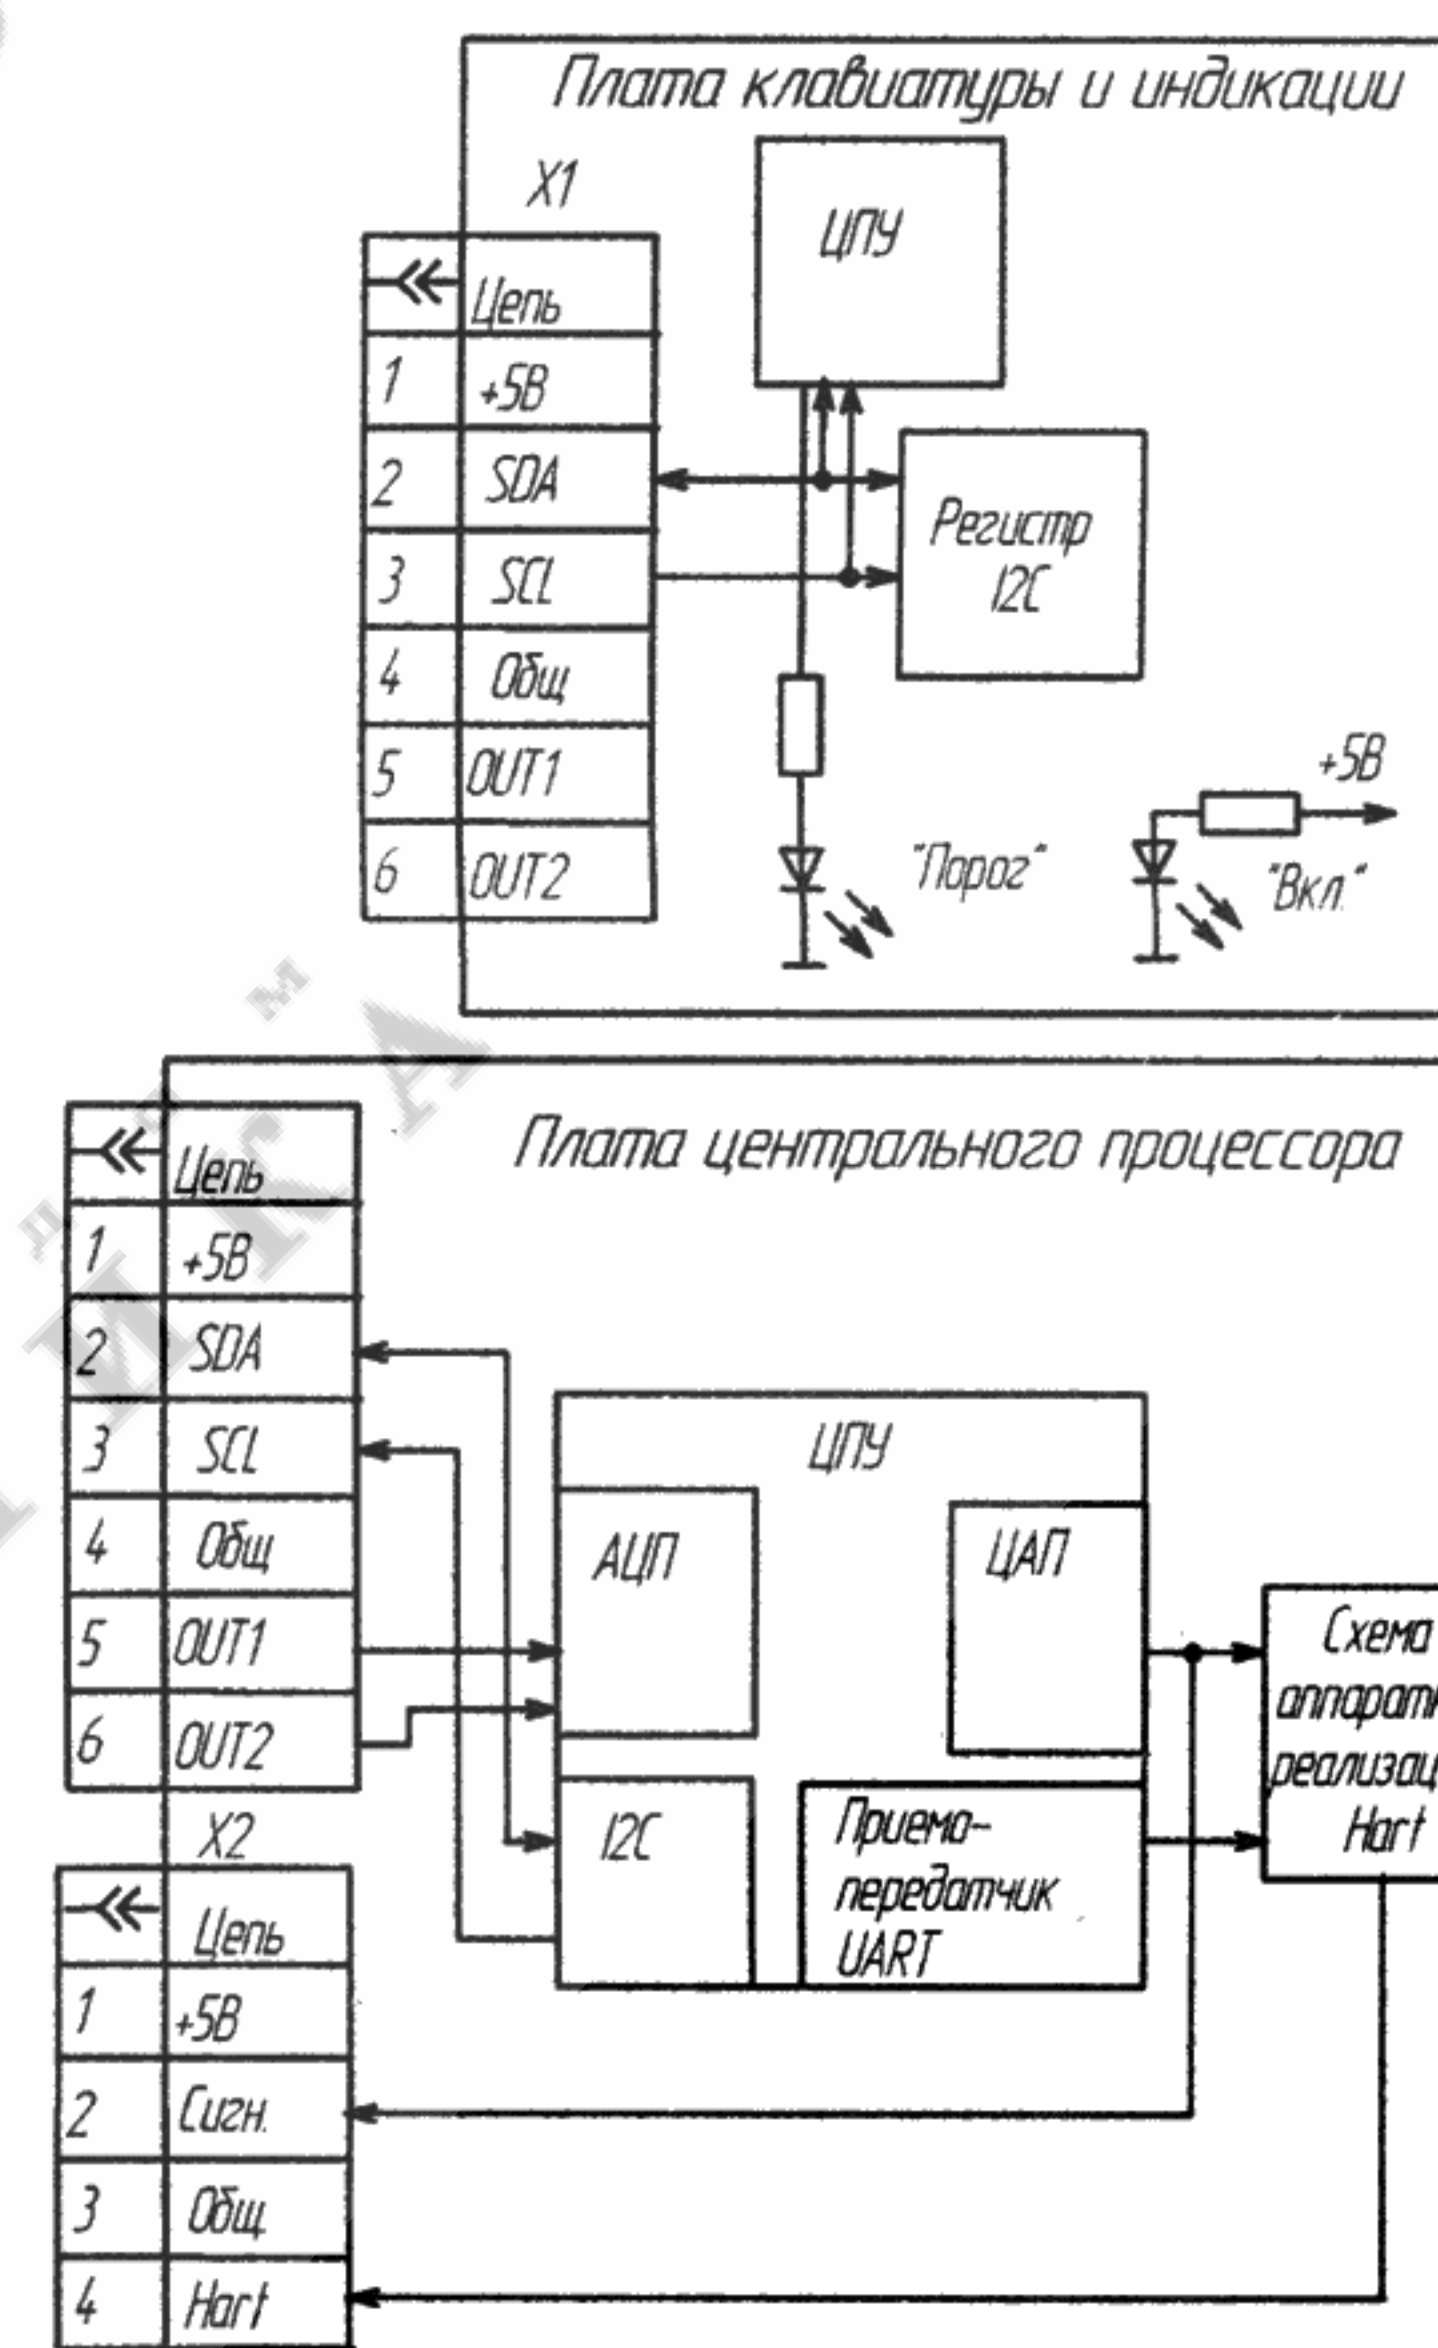 Плата клавиатуры и индикации
X1
ЦПУ
Цепь
1 +5В
2 SDA
3 SCL
4 Общ
5 OUT1
6 OUT2
Регистр
I2C
+5В
"Порог"
"Вкл."
Плата центрального процессора
Цепь
1 +5В
2 SDA
3 SCL
4 Общ
5 OUT1
6 OUT2
ЦПУ
АЦП
ЦАП
I2C
Приемо-
передатчик
UART
Схема
Hart
X2
Цепь
1 +5В
2 Сигн.
3 Общ
4 Hart